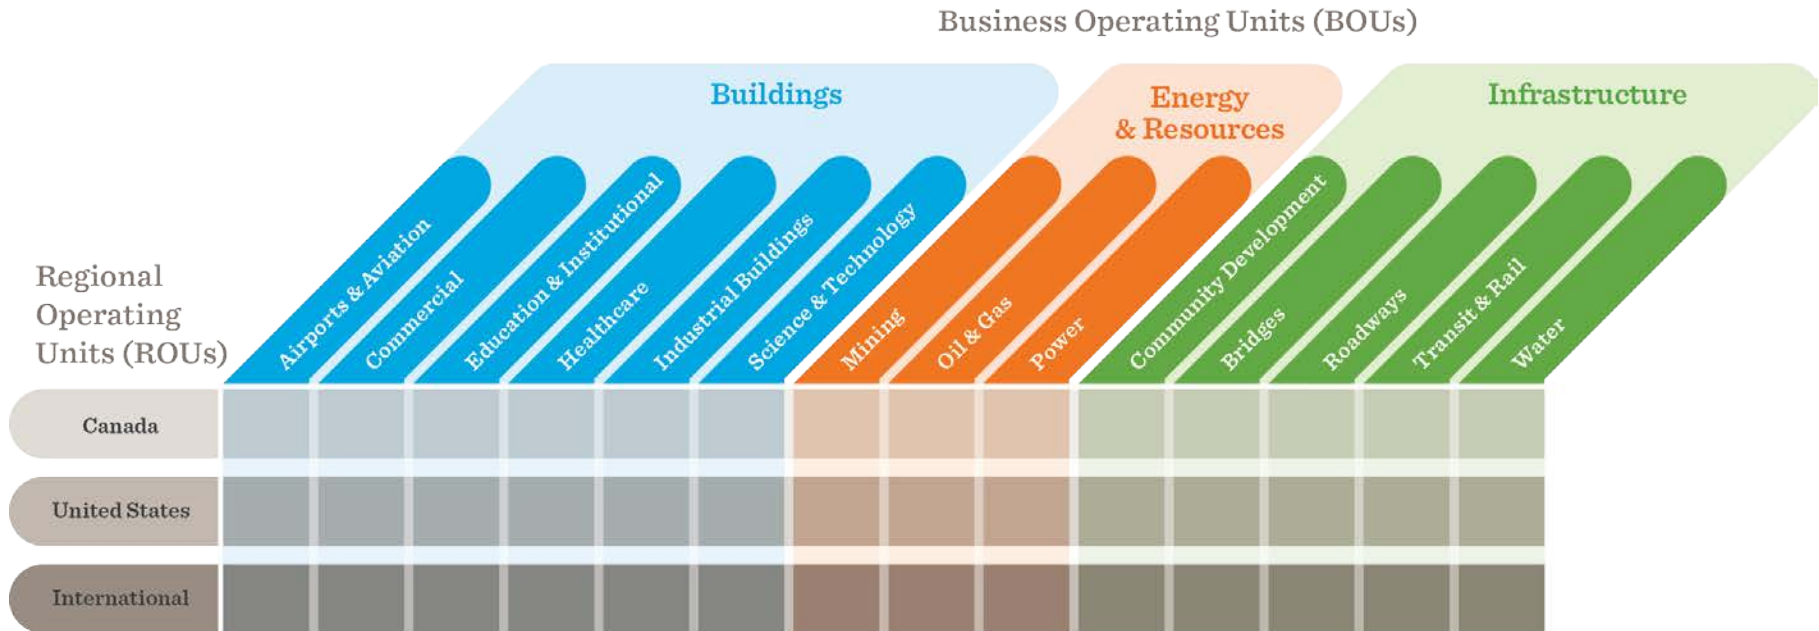 Business Operating Units (BOUs)
Buildings
Energy
& Resources
Infrastructure
Airports & Aviation
Commercial
Education & Institutional
Healthcare
Industrial Buildings
Science & Technology
Mining
Oil & Gas
Power
Community Development
Bridges
Roadways
Transit & Rail
Water
Regional
Operating
Units (ROUs)
Canada
United States
International